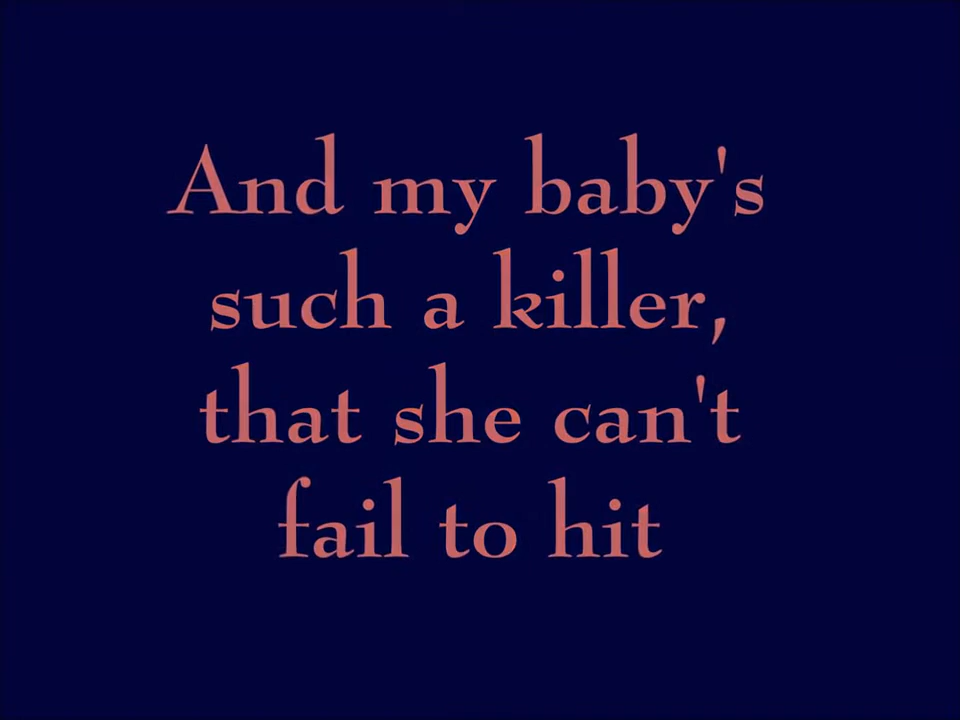 And my baby's
such a killer,
that she can't
fail to hit